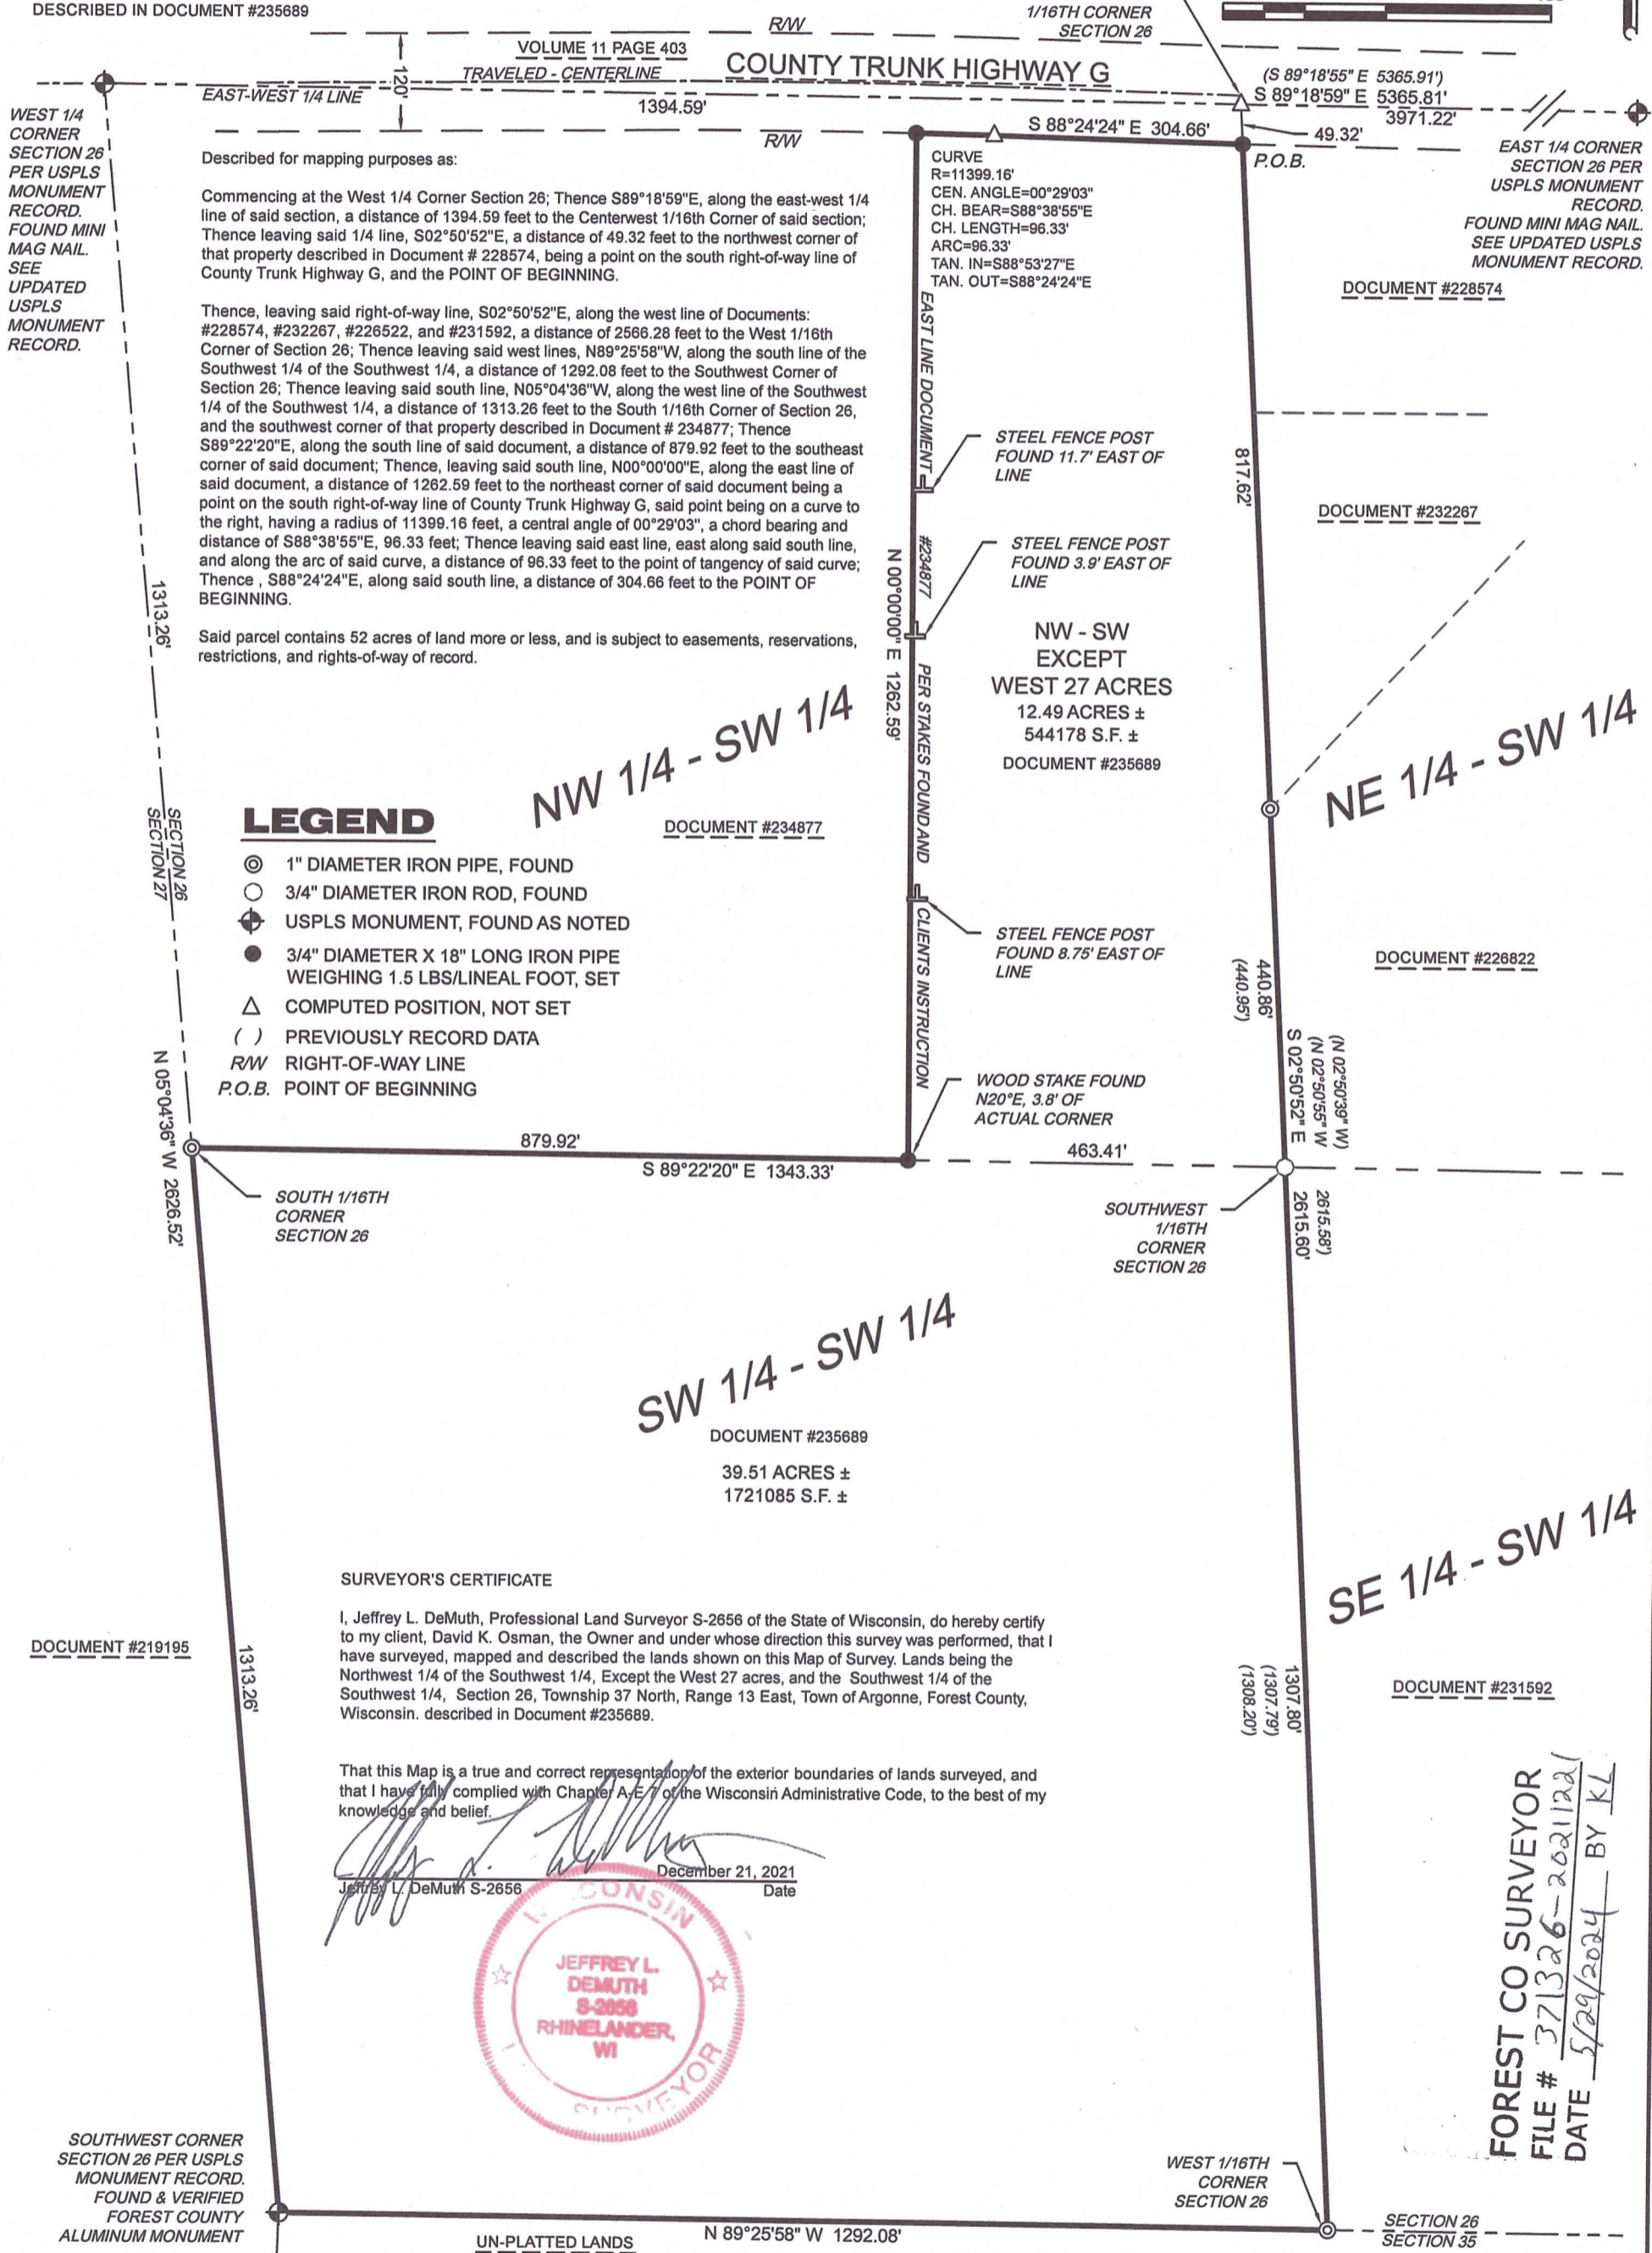 DESCRIBED IN DOCUMENT #235689
R/W
1/16TH CORNER
SECTION 26
VOLUME 11 PAGE 403
TRAVELED - CENTERLINE
COUNTY TRUNK HIGHWAY G
120'
EAST-WEST 1/4 LINE
1394.59'
(S 89°18'55" E 5365.91')
S 89°18'59" E 5365.81'
3971.22'
R/W
S 88°24'24" E 304.66'
49.32'
P.O.B.
WEST 1/4
CORNER
SECTION 26
PER USPLS
MONUMENT
RECORD.
FOUND MINI
MAG NAIL.
SEE
UPDATED
USPLS
MONUMENT
RECORD.
EAST 1/4 CORNER
SECTION 26 PER
USPLS MONUMENT
RECORD.
FOUND MINI MAG NAIL.
SEE UPDATED USPLS
MONUMENT RECORD.
Described for mapping purposes as:
Commencing at the West 1/4 Corner Section 26; Thence S89°18'59"E, along the east-west 1/4
line of said section, a distance of 1394.59 feet to the Centerwest 1/16th Corner of said section;
Thence leaving said 1/4 line, S02°50'52"E, a distance of 49.32 feet to the northwest corner of
that property described in Document # 228574, being a point on the south right-of-way line of
County Trunk Highway G, and the POINT OF BEGINNING.
Thence, leaving said right-of-way line, S02°50'52"E, along the west line of Documents:
#228574, #232267, #226522, and #231592, a distance of 2566.28 feet to the West 1/16th
Corner of Section 26; Thence leaving said west lines, N89°25'58"W, along the south line of the
Southwest 1/4 of the Southwest 1/4, a distance of 1292.08 feet to the Southwest Corner of
Section 26; Thence leaving said south line, N05°04'36"W, along the west line of the Southwest
1/4 of the Southwest 1/4, a distance of 1313.26 feet to the South 1/16th Corner of Section 26,
and the southwest corner of that property described in Document # 234877; Thence
S89°22'20"E, along the south line of said document, a distance of 879.92 feet to the southeast
corner of said document; Thence, leaving said south line, N00°00'00"E, along the east line of
said document, a distance of 1262.59 feet to the northeast corner of said document being a
point on the south right-of-way line of County Trunk Highway G, said point being on a curve to
the right, having a radius of 11399.16 feet, a central angle of 00°29'03", a chord bearing and
distance of S88°38'55"E, 96.33 feet; Thence leaving said east line, east along said south line,
and along the arc of said curve, a distance of 96.33 feet to the point of tangency of said curve;
Thence , S88°24'24"E, along said south line, a distance of 304.66 feet to the POINT OF
BEGINNING.
Said parcel contains 52 acres of land more or less, and is subject to easements, reservations,
restrictions, and rights-of-way of record.
CURVE
R=11399.16'
CEN. ANGLE=00°29'03"
CH. BEAR=S88°38'55"E
CH. LENGTH=96.33'
ARC=96.33'
TAN. IN=S88°53'27"E
TAN. OUT=S88°24'24"E
DOCUMENT #228574
EAST LINE DOCUMENT #234877 PER STAKES FOUND AND CLIENTS INSTRUCTION
N 00°00'00" E 1262.59'
STEEL FENCE POST
FOUND 11.7' EAST OF
LINE
817.62'
DOCUMENT #232267
STEEL FENCE POST
FOUND 3.9' EAST OF
LINE
1313.26'
NW - SW
EXCEPT
WEST 27 ACRES
12.49 ACRES ±
544178 S.F. ±
DOCUMENT #235689
NW 1/4 - SW 1/4
NE 1/4 - SW 1/4
DOCUMENT #234877
SECTION 26
SECTION 27
LEGEND
1" DIAMETER IRON PIPE, FOUND
3/4" DIAMETER IRON ROD, FOUND
USPLS MONUMENT, FOUND AS NOTED
3/4" DIAMETER X 18" LONG IRON PIPE
WEIGHING 1.5 LBS/LINEAL FOOT, SET
COMPUTED POSITION, NOT SET
( ) PREVIOUSLY RECORD DATA
R/W RIGHT-OF-WAY LINE
P.O.B. POINT OF BEGINNING
STEEL FENCE POST
FOUND 8.75' EAST OF
LINE
DOCUMENT #226822
440.86'
(440.95')
(N 02°50'39" W)
(N 02°50'55" W 2615.58')
S 02°50'52" E 2615.60'
WOOD STAKE FOUND
N20°E, 3.8' OF
ACTUAL CORNER
N 05°04'36" W 2626.52'
879.92'
463.41'
S 89°22'20" E 1343.33'
SOUTH 1/16TH
CORNER
SECTION 26
SOUTHWEST
1/16TH
CORNER
SECTION 26
SW 1/4 - SW 1/4
DOCUMENT #235689
39.51 ACRES ±
1721085 S.F. ±
SE 1/4 - SW 1/4
SURVEYOR'S CERTIFICATE
I, Jeffrey L. DeMuth, Professional Land Surveyor S-2656 of the State of Wisconsin, do hereby certify
to my client, David K. Osman, the Owner and under whose direction this survey was performed, that I
have surveyed, mapped and described the lands shown on this Map of Survey. Lands being the
Northwest 1/4 of the Southwest 1/4, Except the West 27 acres, and the Southwest 1/4 of the
Southwest 1/4, Section 26, Township 37 North, Range 13 East, Town of Argonne, Forest County,
Wisconsin. described in Document #235689.
DOCUMENT #219195
1313.26'
1307.80'
(1307.79')
(1308.20')
DOCUMENT #231592
That this Map is a true and correct representation of the exterior boundaries of lands surveyed, and
that I have fully complied with Chapter A-E 7 of the Wisconsin Administrative Code, to the best of my
knowledge and belief.
December 21, 2021
Jeffrey L. DeMuth S-2656
Date
WISCONSIN
JEFFREY L.
DEMUTH
S-2656
RHINELANDER,
WI
SURVEYOR
FOREST CO SURVEYOR
FILE # 371326-20211221
DATE 5/29/2024 BY KL
SOUTHWEST CORNER
SECTION 26 PER USPLS
MONUMENT RECORD.
FOUND & VERIFIED
FOREST COUNTY
ALUMINUM MONUMENT
WEST 1/16TH
CORNER
SECTION 26
UN-PLATTED LANDS
N 89°25'58" W 1292.08'
SECTION 26
SECTION 35